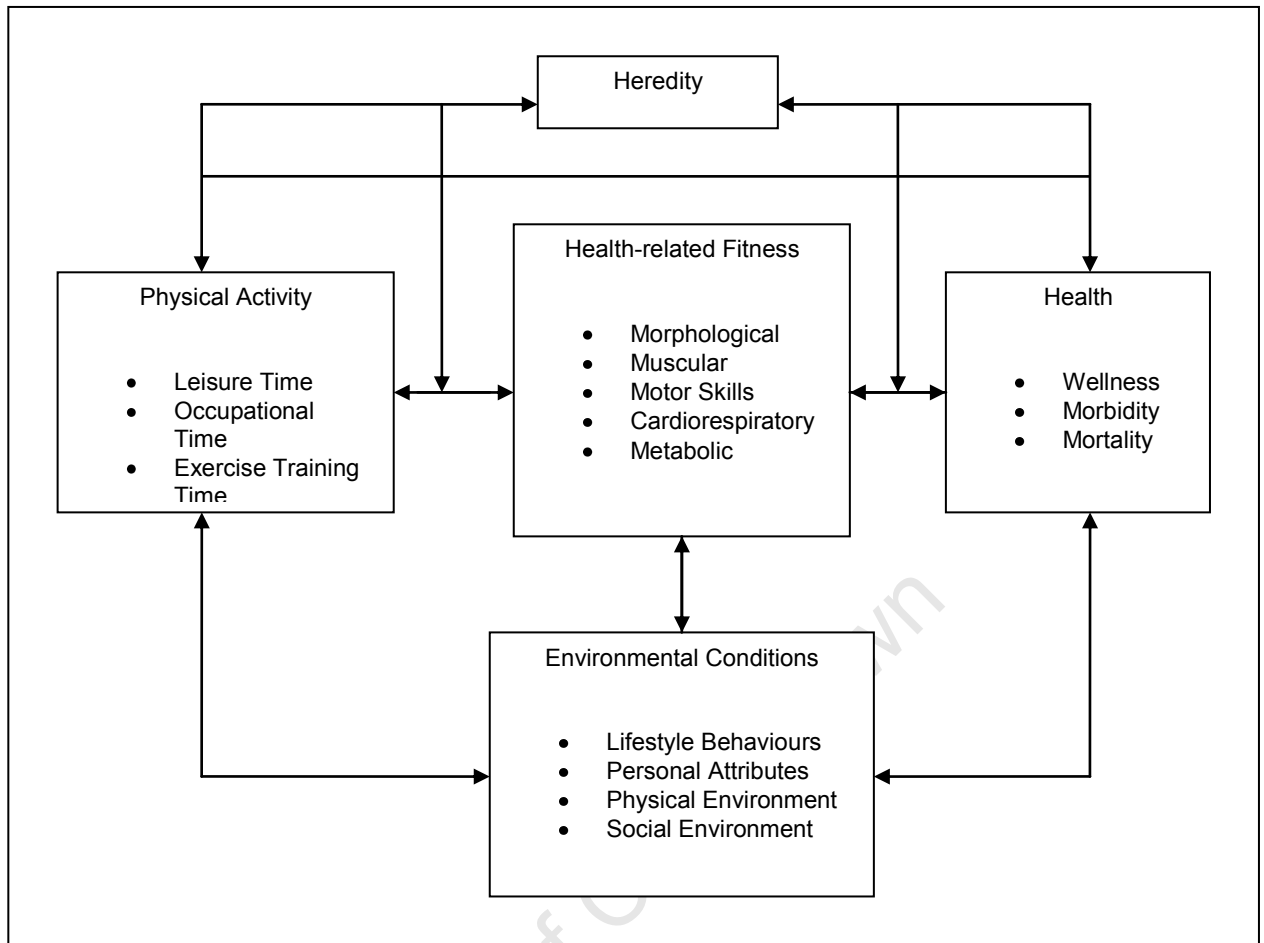 Heredity
Health-related Fitness
• Morphological
• Muscular
• Motor Skills
• Cardiorespiratory
• Metabolic
Physical Activity
• Leisure Time
• Occupational
Time
• Exercise Training
Time
Health
• Wellness
• Morbidity
• Mortality
Environmental Conditions
• Lifestyle Behaviours
• Personal Attributes
• Physical Environment
• Social Environment